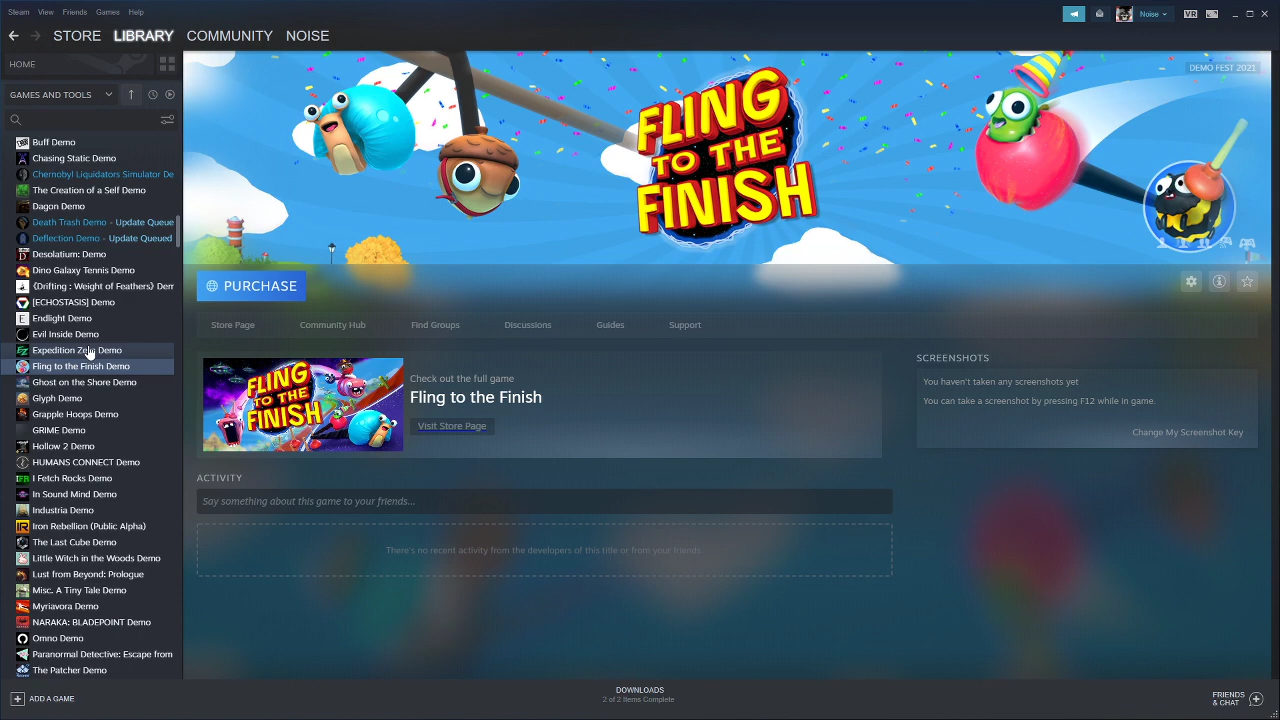 Steam View Friends Games Help
Noise
VR
STORE LIBRARY COMMUNITY NOISE
HOME
GAMES AND TOOLS
Buff Demo
Chasing Static Demo
Chernobyl Liquidators Simulator De
The Creation of a Self Demo
Dagon Demo
Death Trash Demo - Update Queue
Deflection Demo - Update Queued
Desolatium: Demo
Dino Galaxy Tennis Demo
《Drifting : Weight of Feathers》 Dem
[ECHOSTASIS] Demo
Endlight Demo
Evil Inside Demo
Expedition Zero Demo
Fling to the Finish Demo
Ghost on the Shore Demo
Glyph Demo
Grapple Hoops Demo
GRIME Demo
Hollow 2 Demo
HUMANS CONNECT Demo
I Fetch Rocks Demo
In Sound Mind Demo
Industria Demo
Iron Rebellion (Public Alpha)
The Last Cube Demo
Little Witch in the Woods Demo
Lust from Beyond: Prologue
Misc. A Tiny Tale Demo
Myriavora Demo
NARAKA: BLADEPOINT Demo
Omno Demo
Paranormal Detective: Escape from
The Patcher Demo
ADD A GAME
DEMO FEST 2021
FLING
TO THE
FINISH
PURCHASE
Store Page Community Hub Find Groups Discussions Guides Support
FLING
TO THE
FINISH
Check out the full game
Fling to the Finish
Visit Store Page
ACTIVITY
Say something about this game to your friends...
There's no recent activity from the developers of this title or from your friends
SCREENSHOTS
You haven't taken any screenshots yet
You can take a screenshot by pressing F12 while in game.
Change My Screenshot Key
DOWNLOADS
2 of 2 Items Complete
FRIENDS
& CHAT